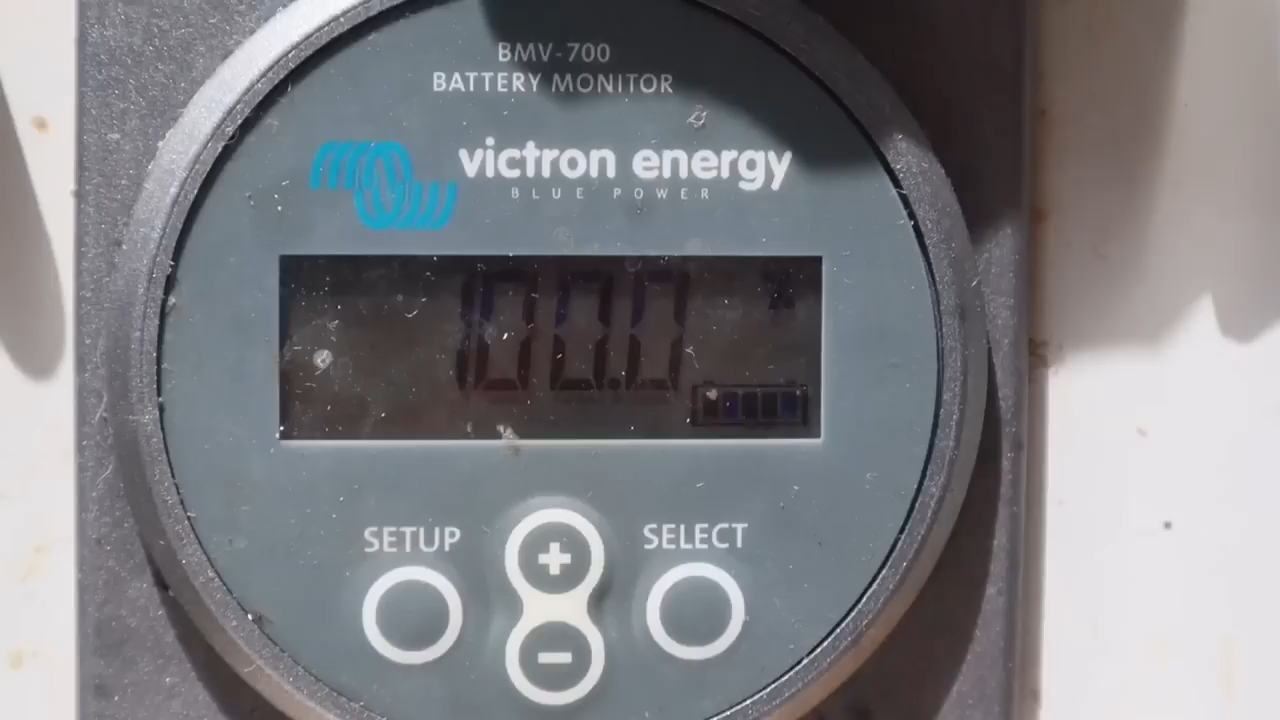 BMV-700
BATTERY MONITOR
victron energy
BLUE POWER
100.0 %
SETUP
SELECT
+
-